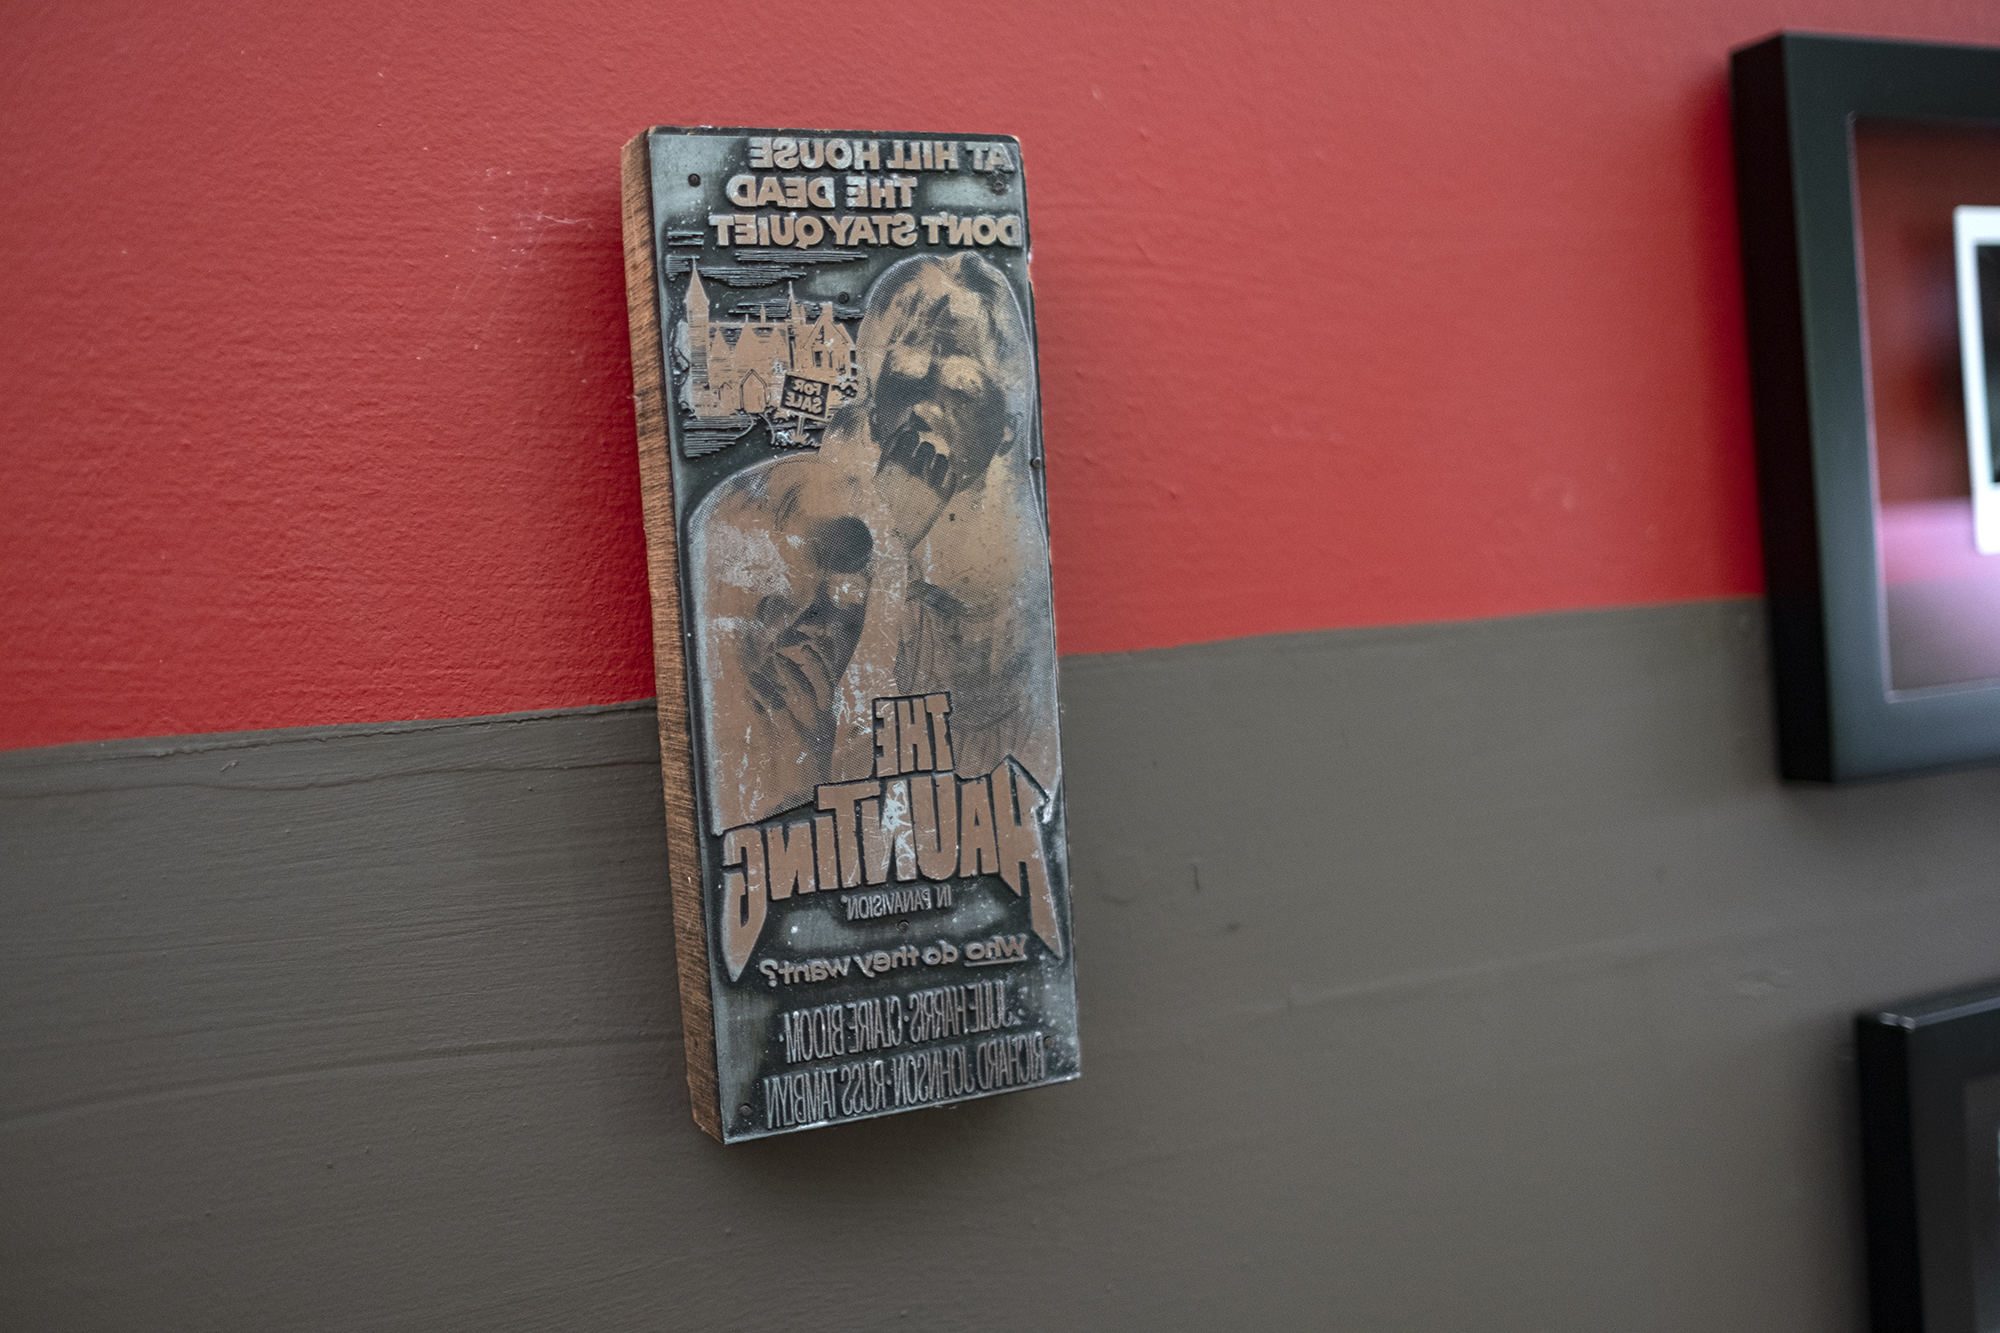 AT HILL HOUSE
THE DEAD
DON'T STAY QUIET
FOR
SALE
THE
HAUNTING
IN PANAVISION®
Who do they want?
JULIE HARRIS · CLAIRE BLOOM ·
RICHARD JOHNSON · RUSS TAMBLYN